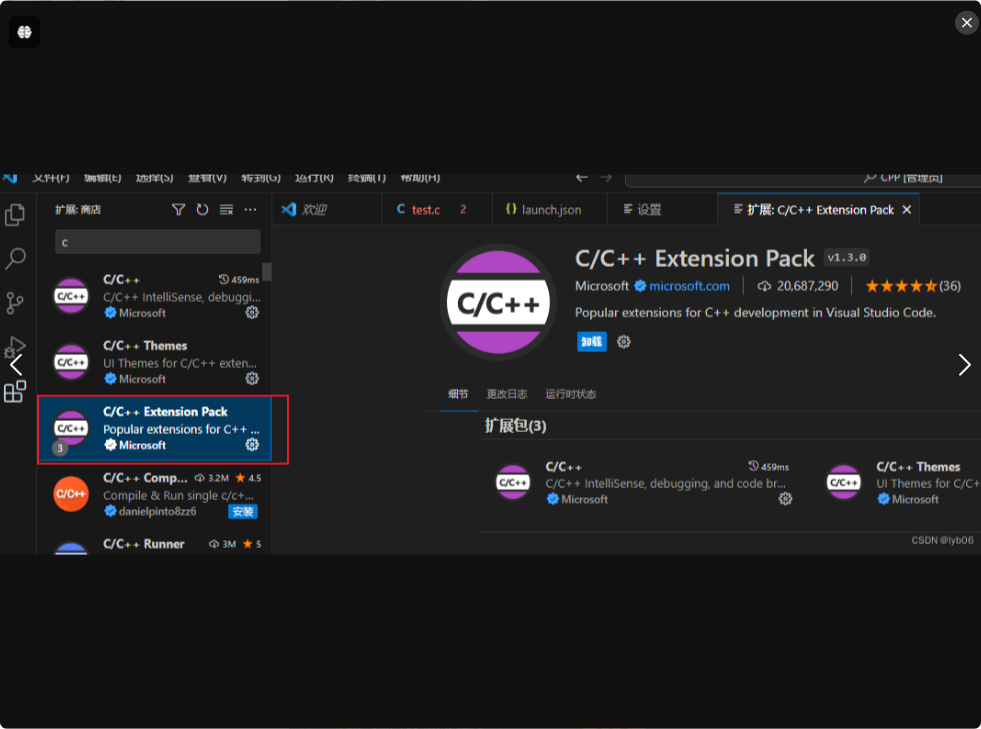 文件(F) 编辑(E) 选择(S) 查看(V) 转到(G) 运行(R) 终端(T) 帮助(H) CPP [管理员]
扩展: 商店
欢迎
C test.c 2
{} launch.json
设置
扩展: C/C++ Extension Pack
c
C/C++
C/C++ 459ms
C/C++ IntelliSense, debuggi...
Microsoft
C/C++
C/C++ Themes
UI Themes for C/C++ exten...
Microsoft
C/C++
3
C/C++ Extension Pack
Popular extensions for C++ ...
Microsoft
C/C++
C/C++ Comp... 3.2M 4.5
Compile & Run single c/c+...
danielpinto8zz6 安装
C/C++ Runner 3M 5
C/C++
C/C++ Extension Pack v1.3.0
Microsoft microsoft.com 20,687,290 (36)
Popular extensions for C++ development in Visual Studio Code.
卸载
细节 更改日志 运行时状态
扩展包(3)
C/C++
C/C++ 459ms
C/C++ IntelliSense, debugging, and code br...
Microsoft
C/C++
C/C++ Themes
UI Themes for C/C+
Microsoft
CSDN @lyb06